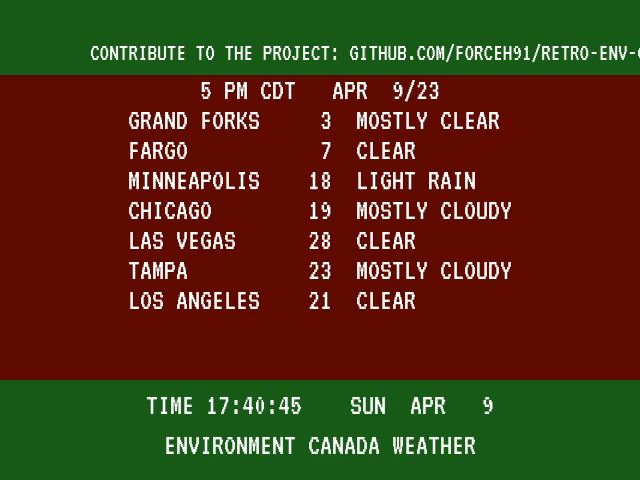 CONTRIBUTE TO THE PROJECT: GITHUB.COM/FORCEH91/RETRO-ENV-
5 PM CDT APR 9/23
GRAND FORKS 3 MOSTLY CLEAR
FARGO 7 CLEAR
MINNEAPOLIS 18 LIGHT RAIN
CHICAGO 19 MOSTLY CLOUDY
LAS VEGAS 28 CLEAR
TAMPA 23 MOSTLY CLOUDY
LOS ANGELES 21 CLEAR
TIME 17:40:45 SUN APR 9
ENVIRONMENT CANADA WEATHER